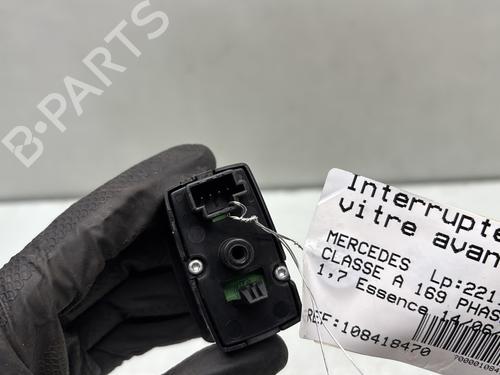 B-PARTS
Interrupte
vitre avan
MERCEDES Lp:221
CLASSE A 169 PHAS
1,7 Essence 14/06
REF:108418470